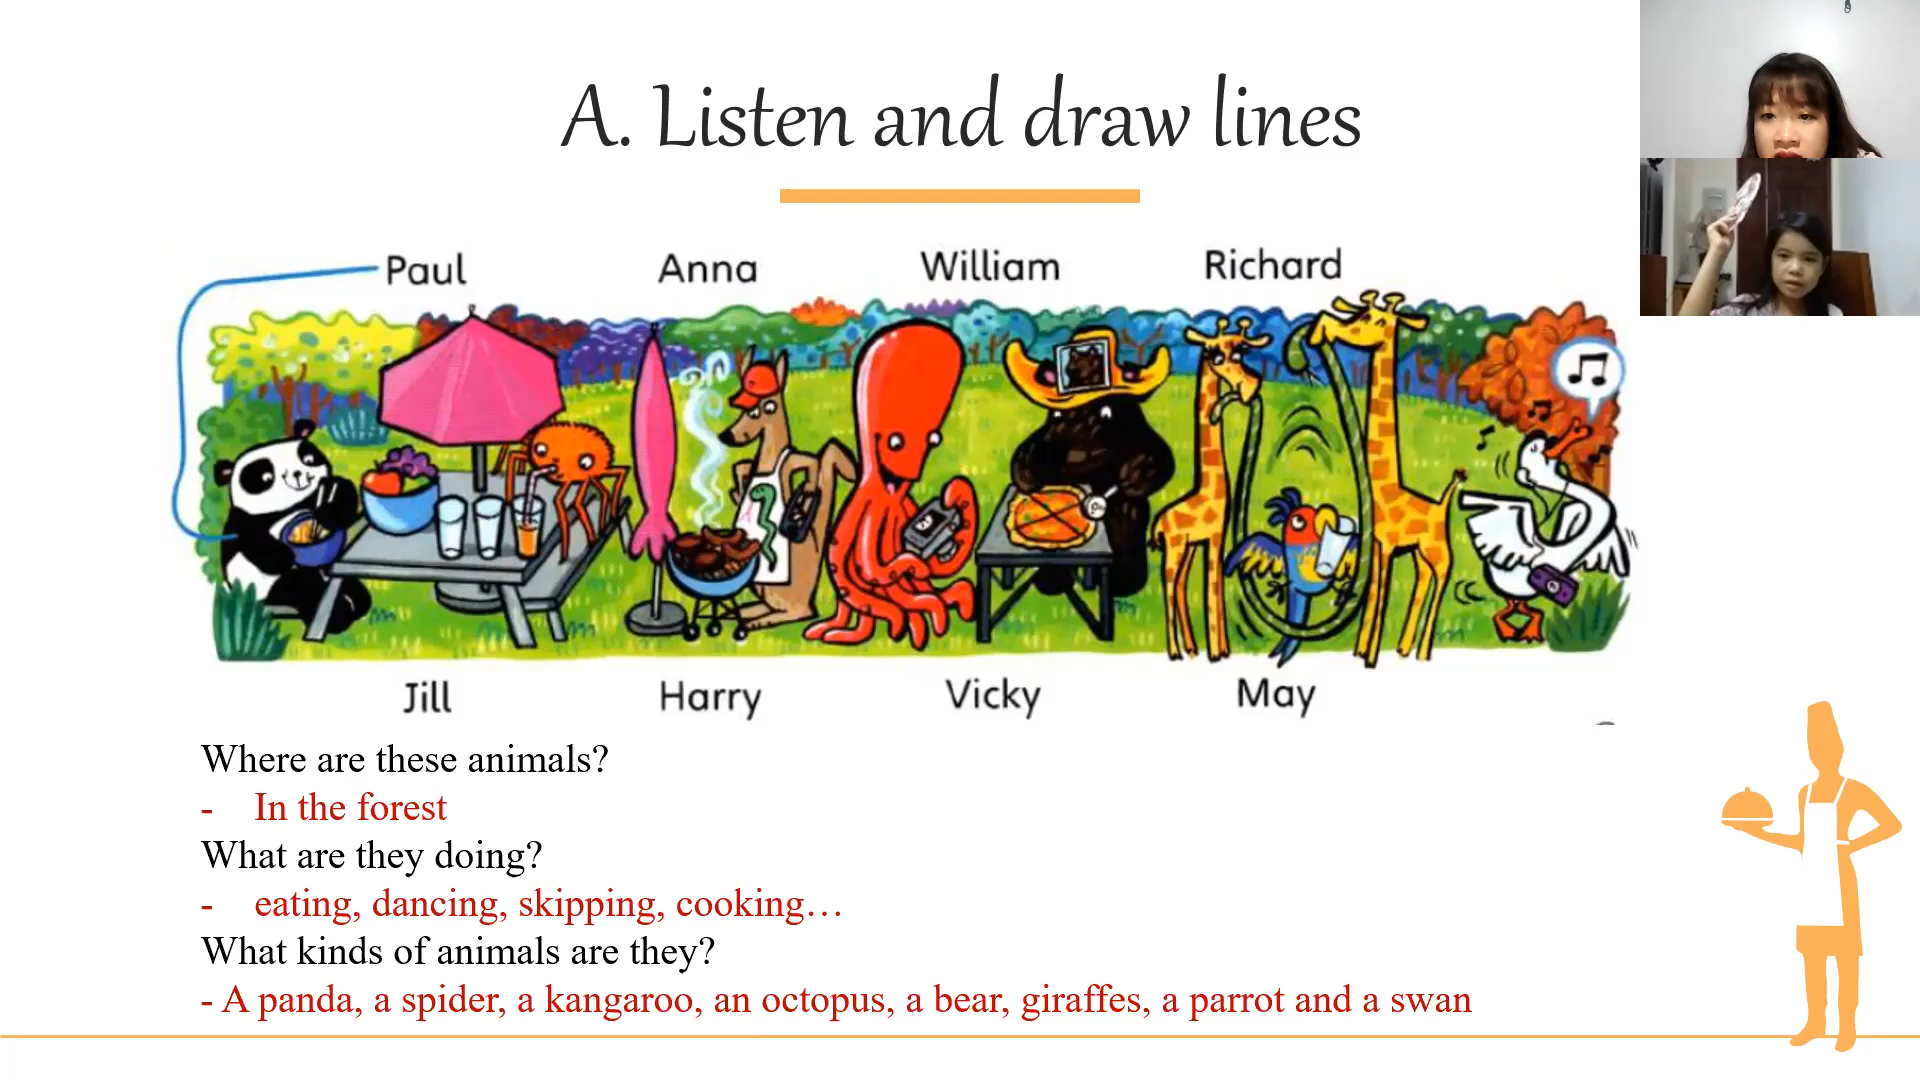 A. Listen and draw lines
Paul Anna William Richard
Jill Harry Vicky May
Where are these animals?
- In the forest
What are they doing?
- eating, dancing, skipping, cooking…
What kinds of animals are they?
- A panda, a spider, a kangaroo, an octopus, a bear, giraffes, a parrot and a swan